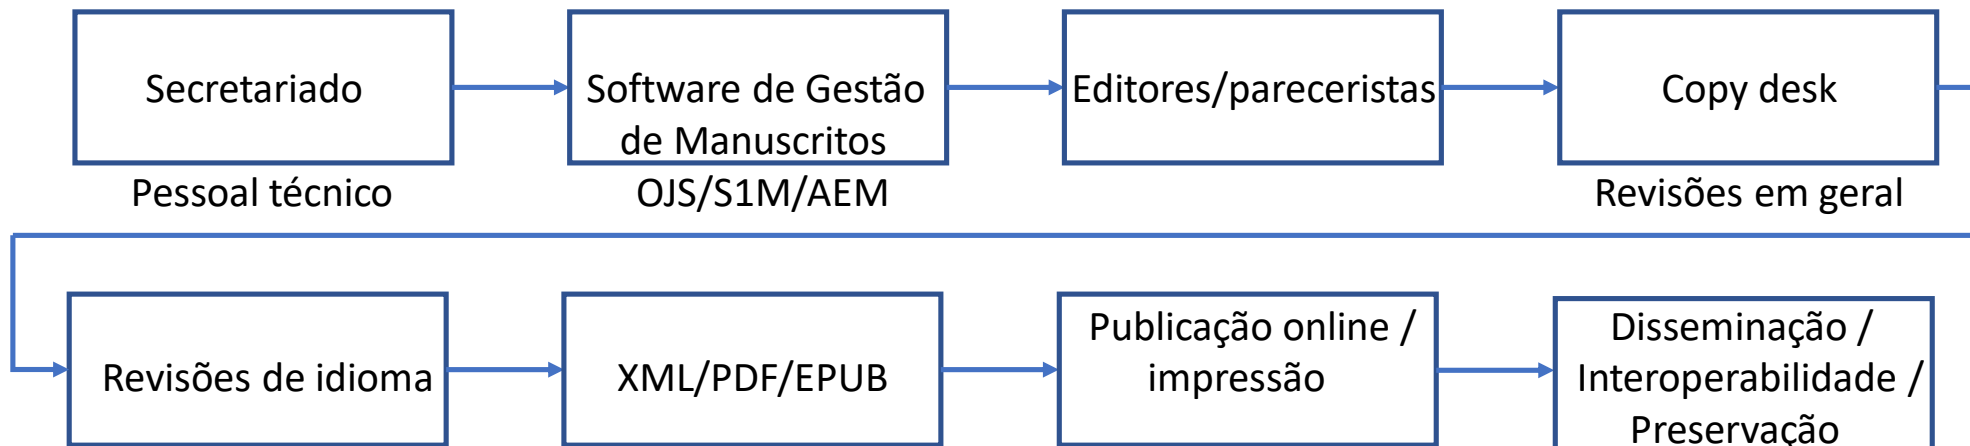 Secretariado
Software de Gestão
de Manuscritos
Editores/pareceristas
Copy desk
Pessoal técnico
OJS/S1M/AEM
Revisões em geral
Revisões de idioma
XML/PDF/EPUB
Publicação online /
impressão
Disseminação /
Interoperabilidade /
Preservação